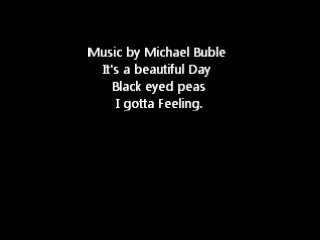 Music by Michael Buble
It's a beautiful Day
Black eyed peas
I gotta Feeling.